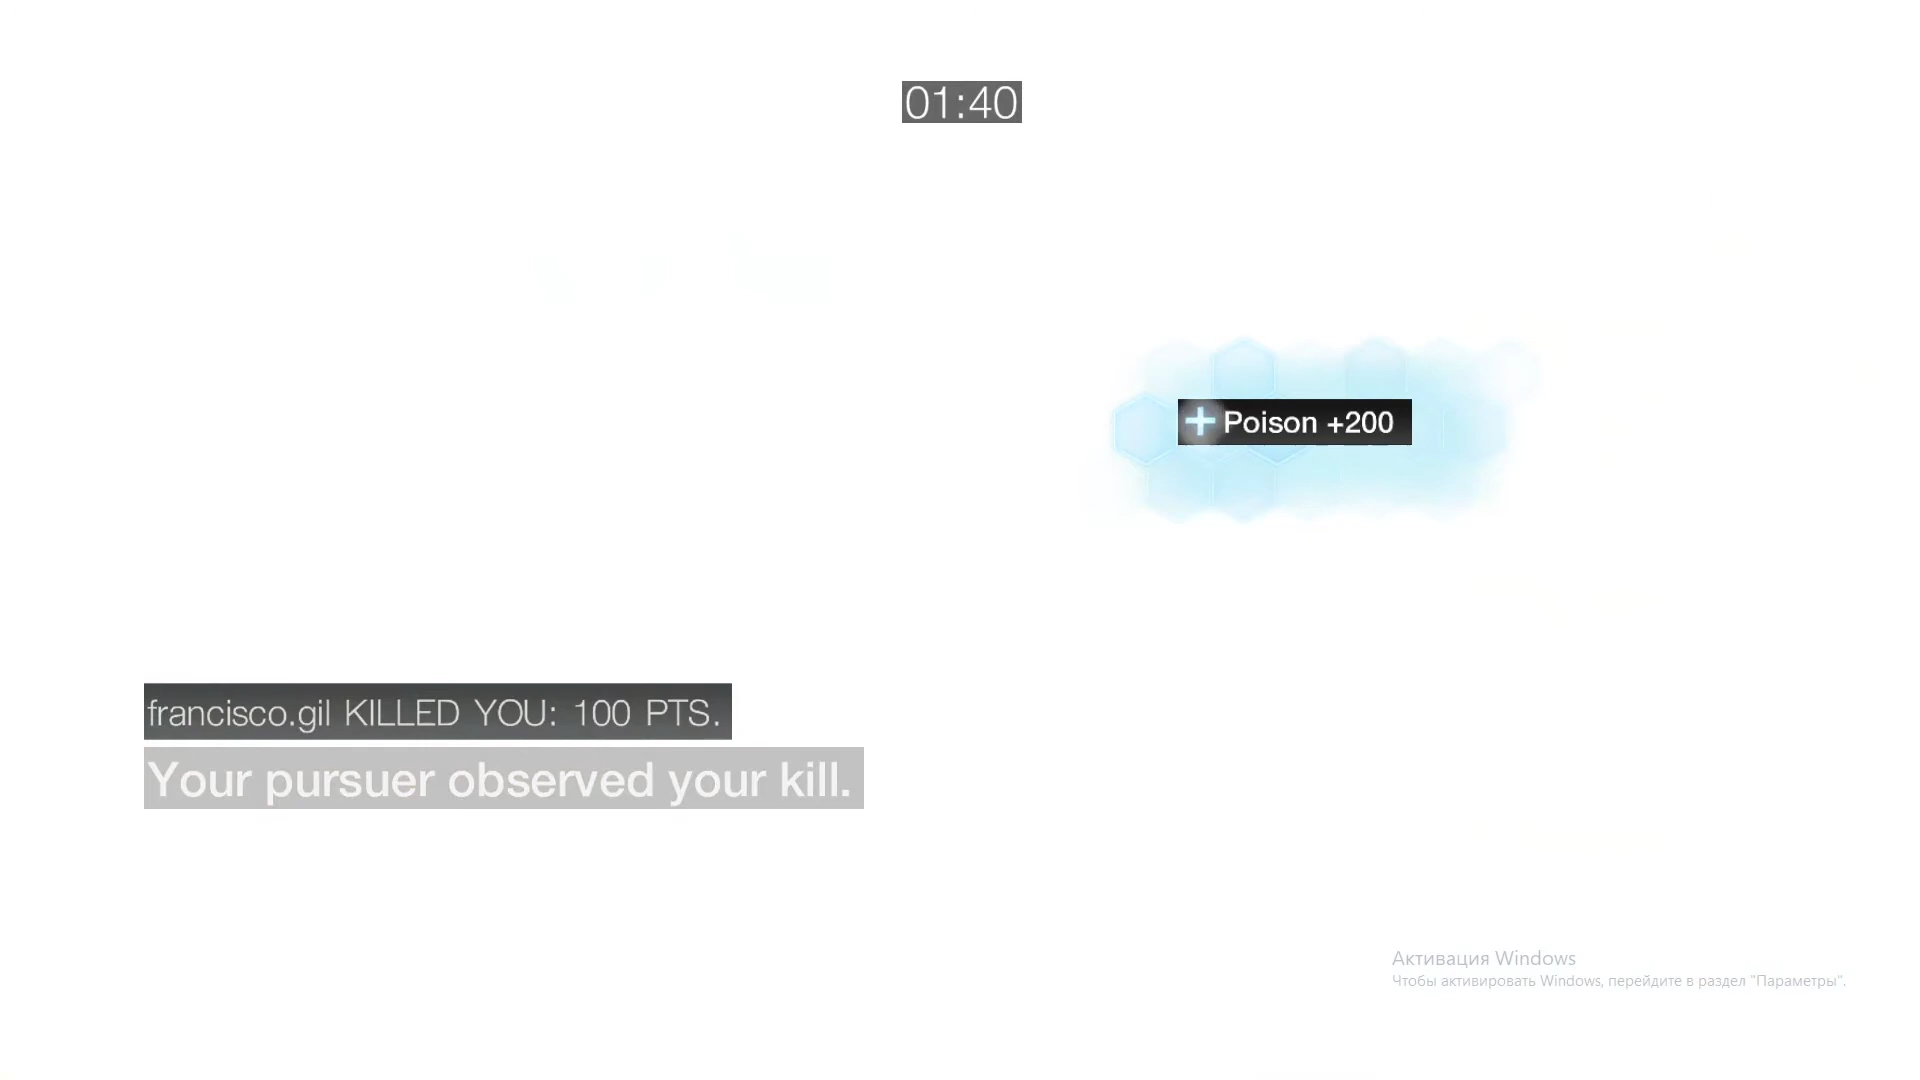 01:40
Poison +200
francisco.gil KILLED YOU: 100 PTS.
Your pursuer observed your kill.
Активация Windows
Чтобы активировать Windows, перейдите в раздел "Параметры".